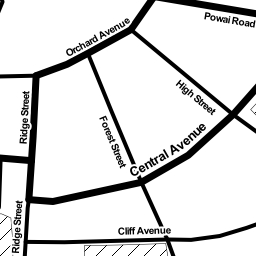 Powai Road
Orchard Avenue
High Street
Ridge Street
Forest Street
Central Avenue
Ridge Street
Cliff Avenue